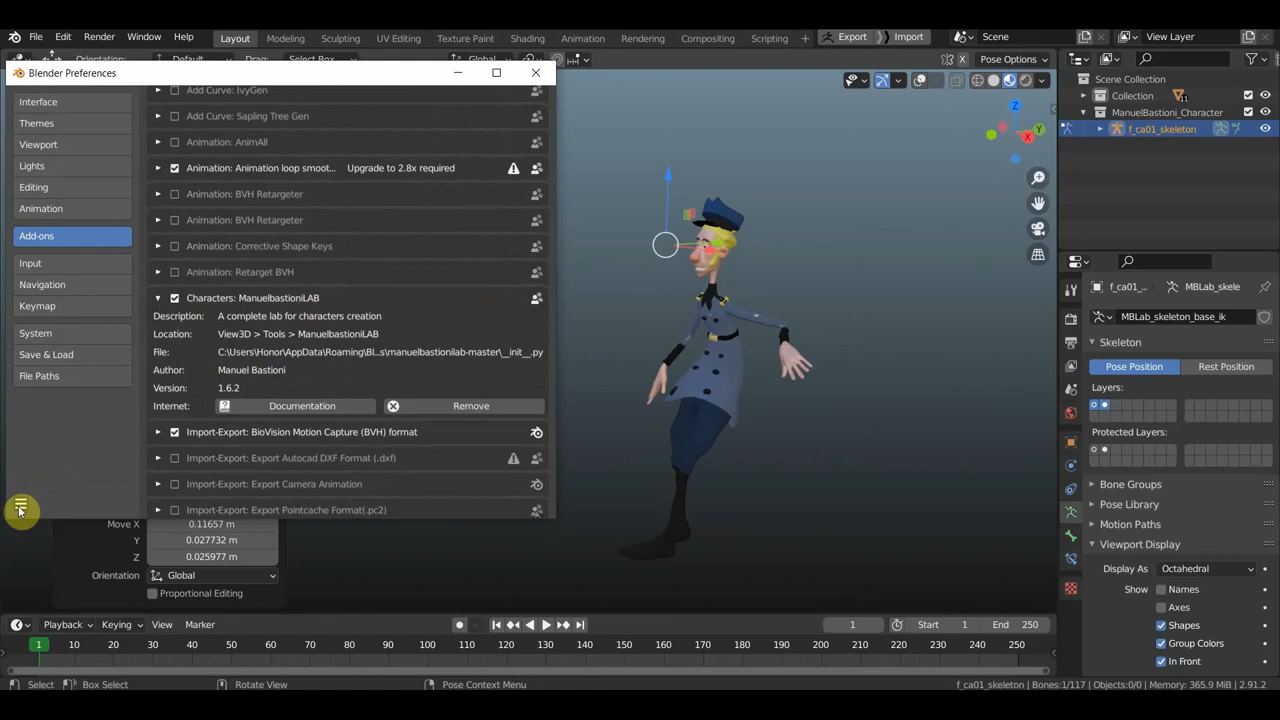 File Edit Render Window Help Layout Modeling Sculpting UV Editing Texture Paint Shading Animation Rendering Compositing Scripting + Export Import Scene View Layer
Orientation: Default Drag: Select Box Global Pose Options
Blender Preferences
Interface
Themes
Viewport
Lights
Editing
Animation
Add-ons
Input
Navigation
Keymap
System
Save & Load
File Paths
Add Curve: IvyGen
Add Curve: Sapling Tree Gen
Animation: AnimAll
Animation: Animation loop smoot... Upgrade to 2.8x required
Animation: BVH Retargeter
Animation: BVH Retargeter
Animation: Corrective Shape Keys
Animation: Retarget BVH
Characters: ManuelbastioniLAB
Description: A complete lab for characters creation
Location: View3D > Tools > ManuelbastioniLAB
File: C:\Users\Honor\AppData\Roaming\Bl...s\manuelbastionilab-master\__init__.py
Author: Manuel Bastioni
Version: 1.6.2
Internet: Documentation Remove
Import-Export: BioVision Motion Capture (BVH) format
Import-Export: Export Autocad DXF Format (.dxf)
Import-Export: Export Camera Animation
Import-Export: Export Pointcache Format(.pc2)
Move X 0.11657 m
Y 0.027732 m
Z 0.025977 m
Orientation Global
Proportional Editing
Z
Y
X
Scene Collection
Collection 11
ManuelBastioni_Character
f_ca01_skeleton
f_ca01_... MBLab_skele
MBLab_skeleton_base_ik
Skeleton
Pose Position Rest Position
Layers:
Protected Layers:
Bone Groups
Pose Library
Motion Paths
Viewport Display
Display As Octahedral
Show Names
Axes
Shapes
Group Colors
In Front
Playback Keying View Marker 1 Start 1 End 250
1 10 20 30 40 50 60 70 80 90 100 110 120 130 140 150 160 170 180 190 200 210 220 230 240 250
Select Box Select Rotate View Pose Context Menu f_ca01_skeleton | Bones:1/117 | Objects:0/0 | Memory: 365.9 MiB | 2.91.2